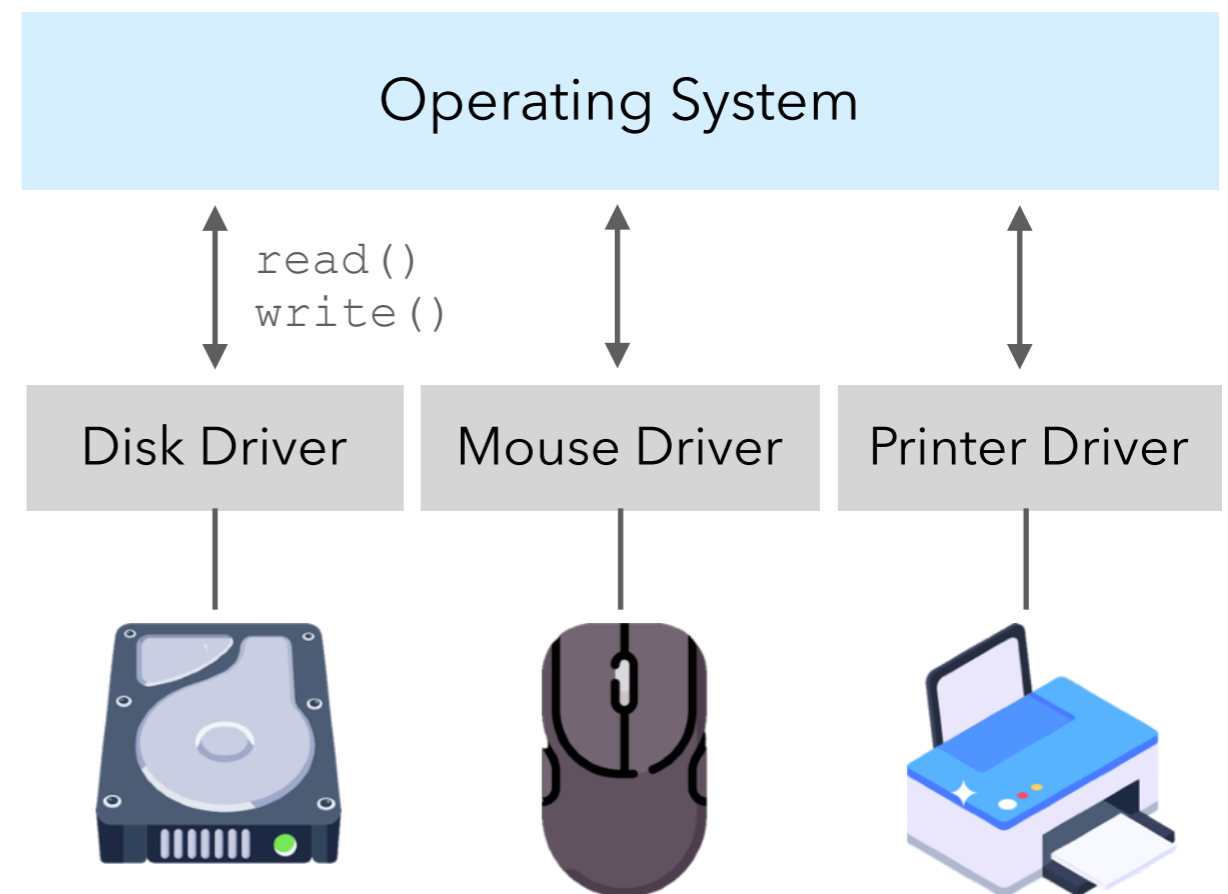 Operating System
read()
write()
Disk Driver
Mouse Driver
Printer Driver